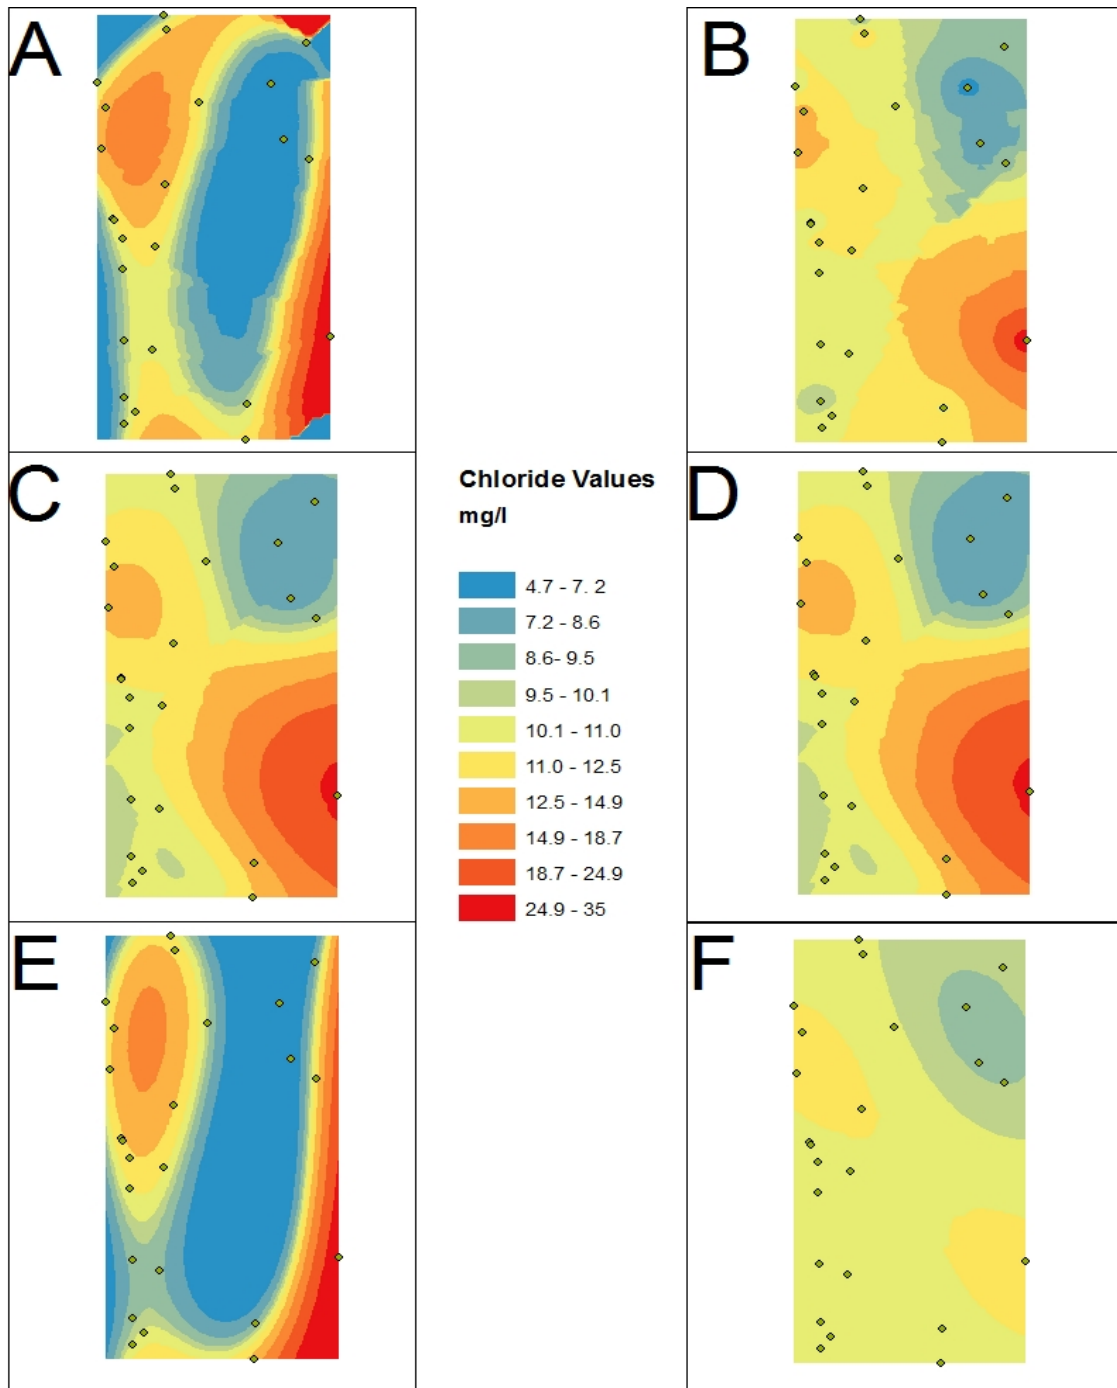 A
B
C
D
E
F
Chloride Values
mg/l
4.7 - 7. 2
7.2 - 8.6
8.6- 9.5
9.5 - 10.1
10.1 - 11.0
11.0 - 12.5
12.5 - 14.9
14.9 - 18.7
18.7 - 24.9
24.9 - 35